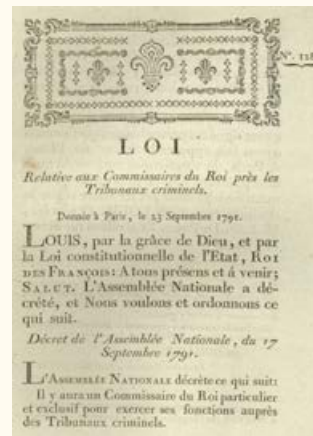 N°. 128
LOI
Relative aux Commissaires du Roi près les
Tribunaux criminels.
Donnée à Paris, le 23 Septembre 1791.
LOUIS, par la grâce de Dieu, et par
la Loi constitutionnelle de l'Etat, ROI
DES FRANÇOIS: A tous présens et à venir;
SALUT. L'Assemblée Nationale a dé-
crété, et Nous voulons et ordonnons ce
qui suit.
Décret de l'Assemblée Nationale, du 17
Septembre 1791.
L'ASSEMBLÉE NATIONALE décrète ce qui suit:
Il y aura un Commissaire du Roi particulier
et exclusif pour exercer ses fonctions auprès
des Tribunaux criminels.